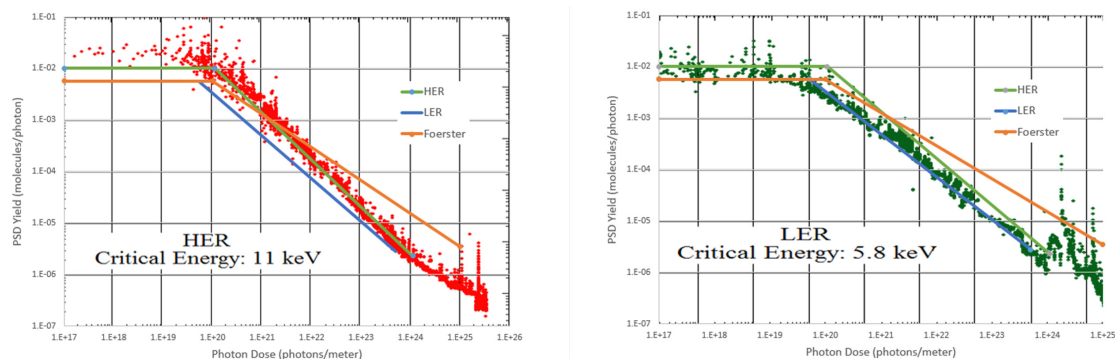 1.E-01
1.E-02
1.E-03
1.E-04
1.E-05
1.E-06
1.E-07
PSD Yield (molecules/photon)
HER
LER
Foerster
HER
Critical Energy: 11 keV
1.E+17 1.E+18 1.E+19 1.E+20 1.E+21 1.E+22 1.E+23 1.E+24 1.E+25 1.E+26
Photon Dose (photons/meter)
1.E-01
1.E-02
1.E-03
1.E-04
1.E-05
1.E-06
1.E-07
PSD Yield (molecules/photon)
HER
LER
Foerster
LER
Critical Energy: 5.8 keV
1.E+17 1.E+18 1.E+19 1.E+20 1.E+21 1.E+22 1.E+23 1.E+24 1.E+25
Photon Dose (photons/meter)